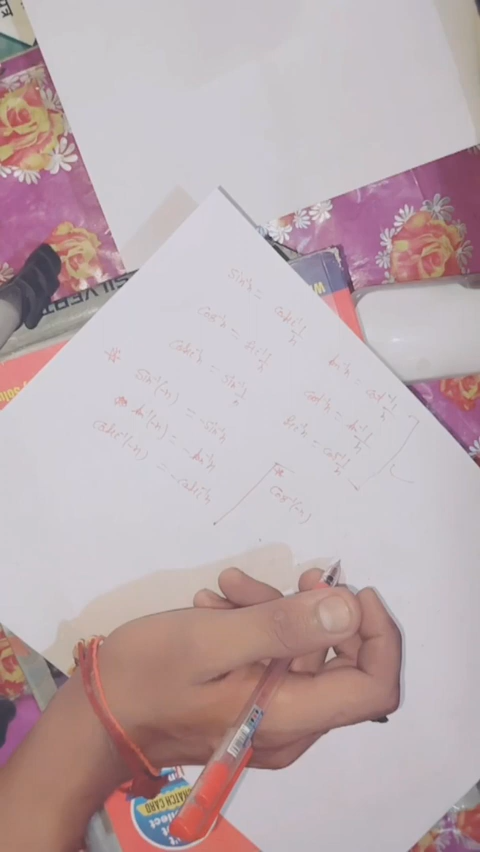 sin⁻¹x = cosec⁻¹ 1/x
cos⁻¹x = sec⁻¹ 1/x
cosec⁻¹x = sin⁻¹ 1/x
tan⁻¹x = cot⁻¹ 1/x
cot⁻¹x = tan⁻¹ 1/x
sec⁻¹x = cos⁻¹ 1/x
sin⁻¹(-x) = -sin⁻¹x
tan⁻¹(-x) = -tan⁻¹x
cosec⁻¹(-x) = -cosec⁻¹x
cos⁻¹(-x)
MATCH CARD